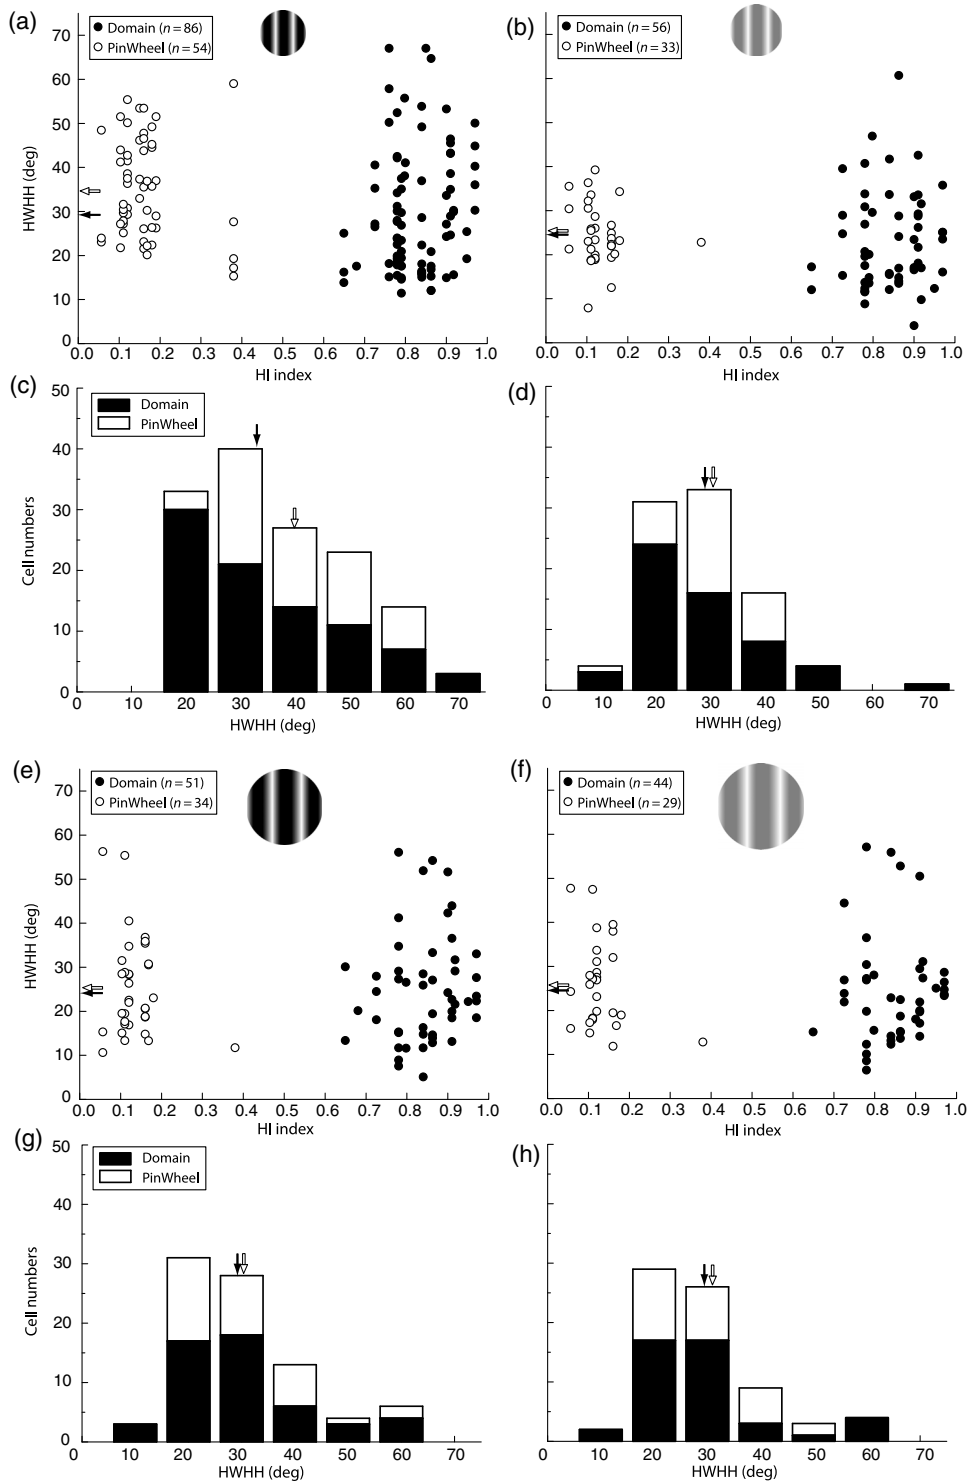 (a)
Domain (n = 86)
PinWheel (n = 54)
70
60
50
40
30
20
10
0
HWHH (deg)
0.0 0.1 0.2 0.3 0.4 0.5 0.6 0.7 0.8 0.9 1.0
HI index
(b)
Domain (n = 56)
PinWheel (n = 33)
0.0 0.1 0.2 0.3 0.4 0.5 0.6 0.7 0.8 0.9 1.0
HI index
(c)
Domain
PinWheel
50
40
30
20
10
0
Cell numbers
0 10 20 30 40 50 60 70
HWHH (deg)
(d)
0 10 20 30 40 50 60 70
HWHH (deg)
(e)
Domain (n = 51)
PinWheel (n = 34)
70
60
50
40
30
20
10
0
HWHH (deg)
0.0 0.1 0.2 0.3 0.4 0.5 0.6 0.7 0.8 0.9 1.0
HI index
(f)
Domain (n = 44)
PinWheel (n = 29)
0.0 0.1 0.2 0.3 0.4 0.5 0.6 0.7 0.8 0.9 1.0
HI index
(g)
Domain
PinWheel
50
40
30
20
10
0
Cell numbers
0 10 20 30 40 50 60 70
HWHH (deg)
(h)
0 10 20 30 40 50 60 70
HWHH (deg)